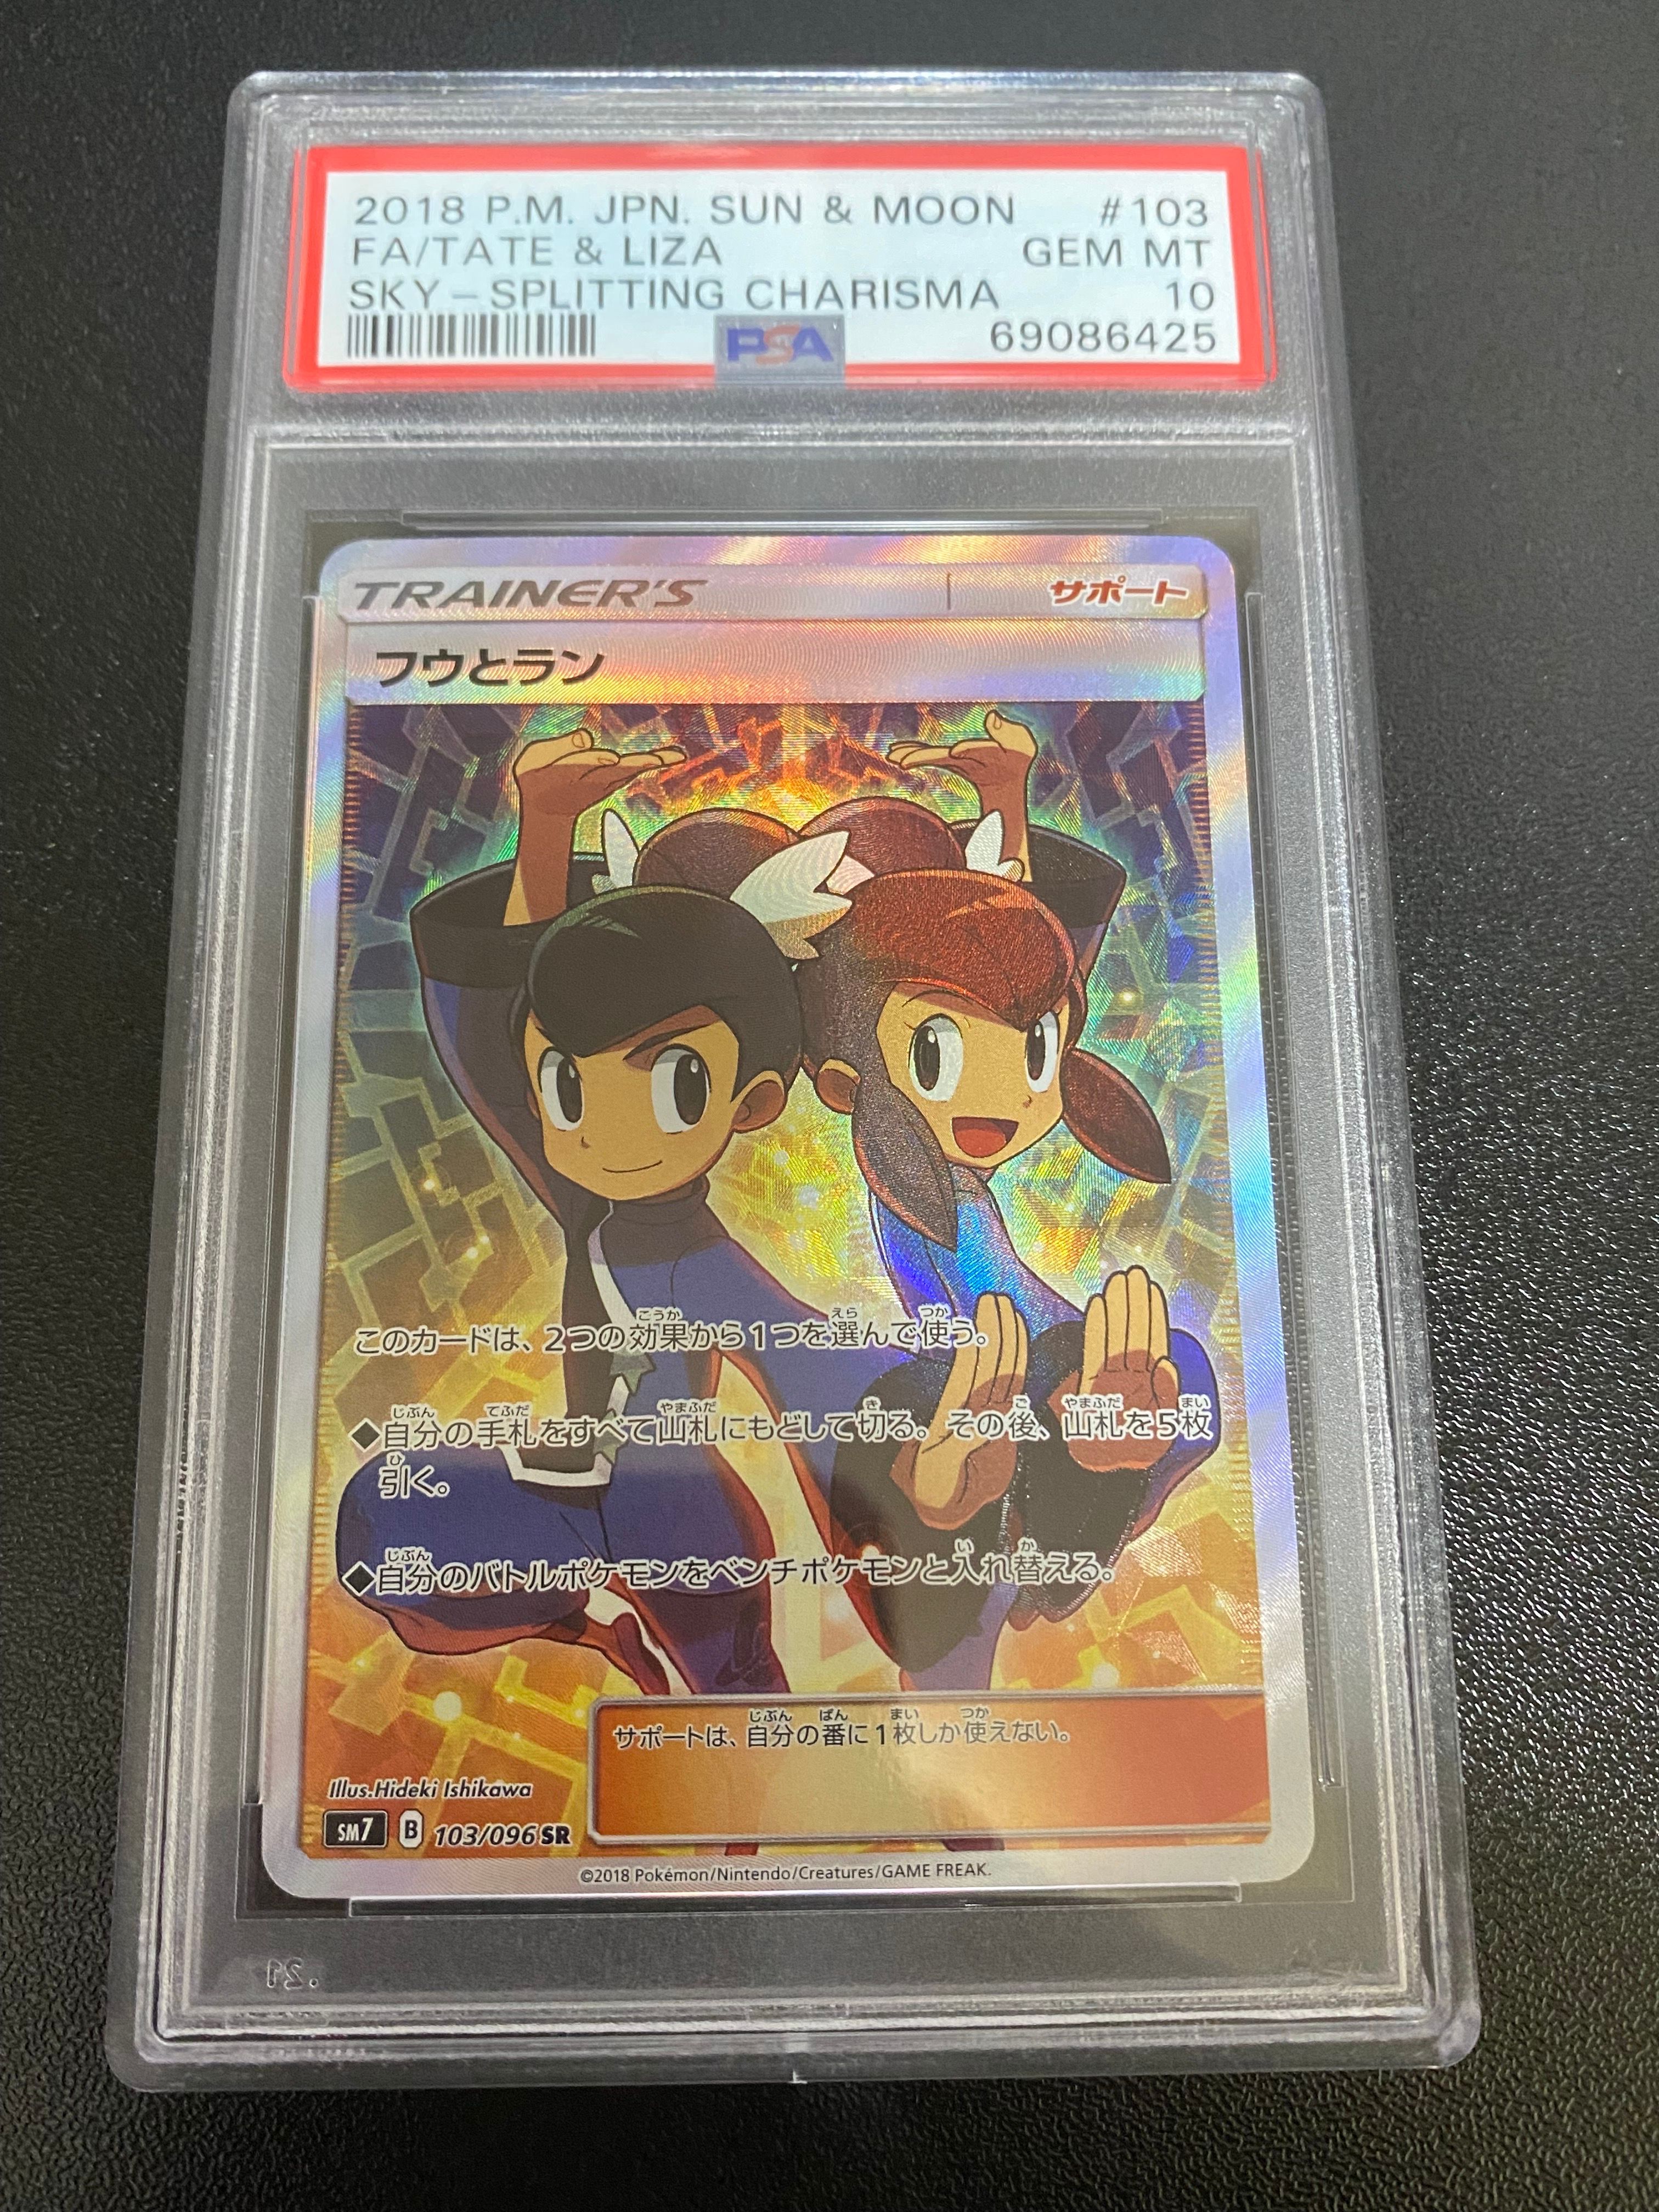 2018 P.M. JPN. SUN & MOON #103
FA/TATE & LIZA GEM MT
SKY-SPLITTING CHARISMA 10
PSA 69086425
TRAINER'S サポート
フウとラン
このカードは、2つの効果から1つを選んで使う。
◆自分の手札をすべて山札にもどして切る。その後、山札を5枚
引く。
◆自分のバトルポケモンをベンチポケモンと入れ替える。
サポートは、自分の番に1枚しか使えない。
Illus.Hideki Ishikawa
SM7 B 103/096 SR
©2018 Pokémon/Nintendo/Creatures/GAME FREAK.